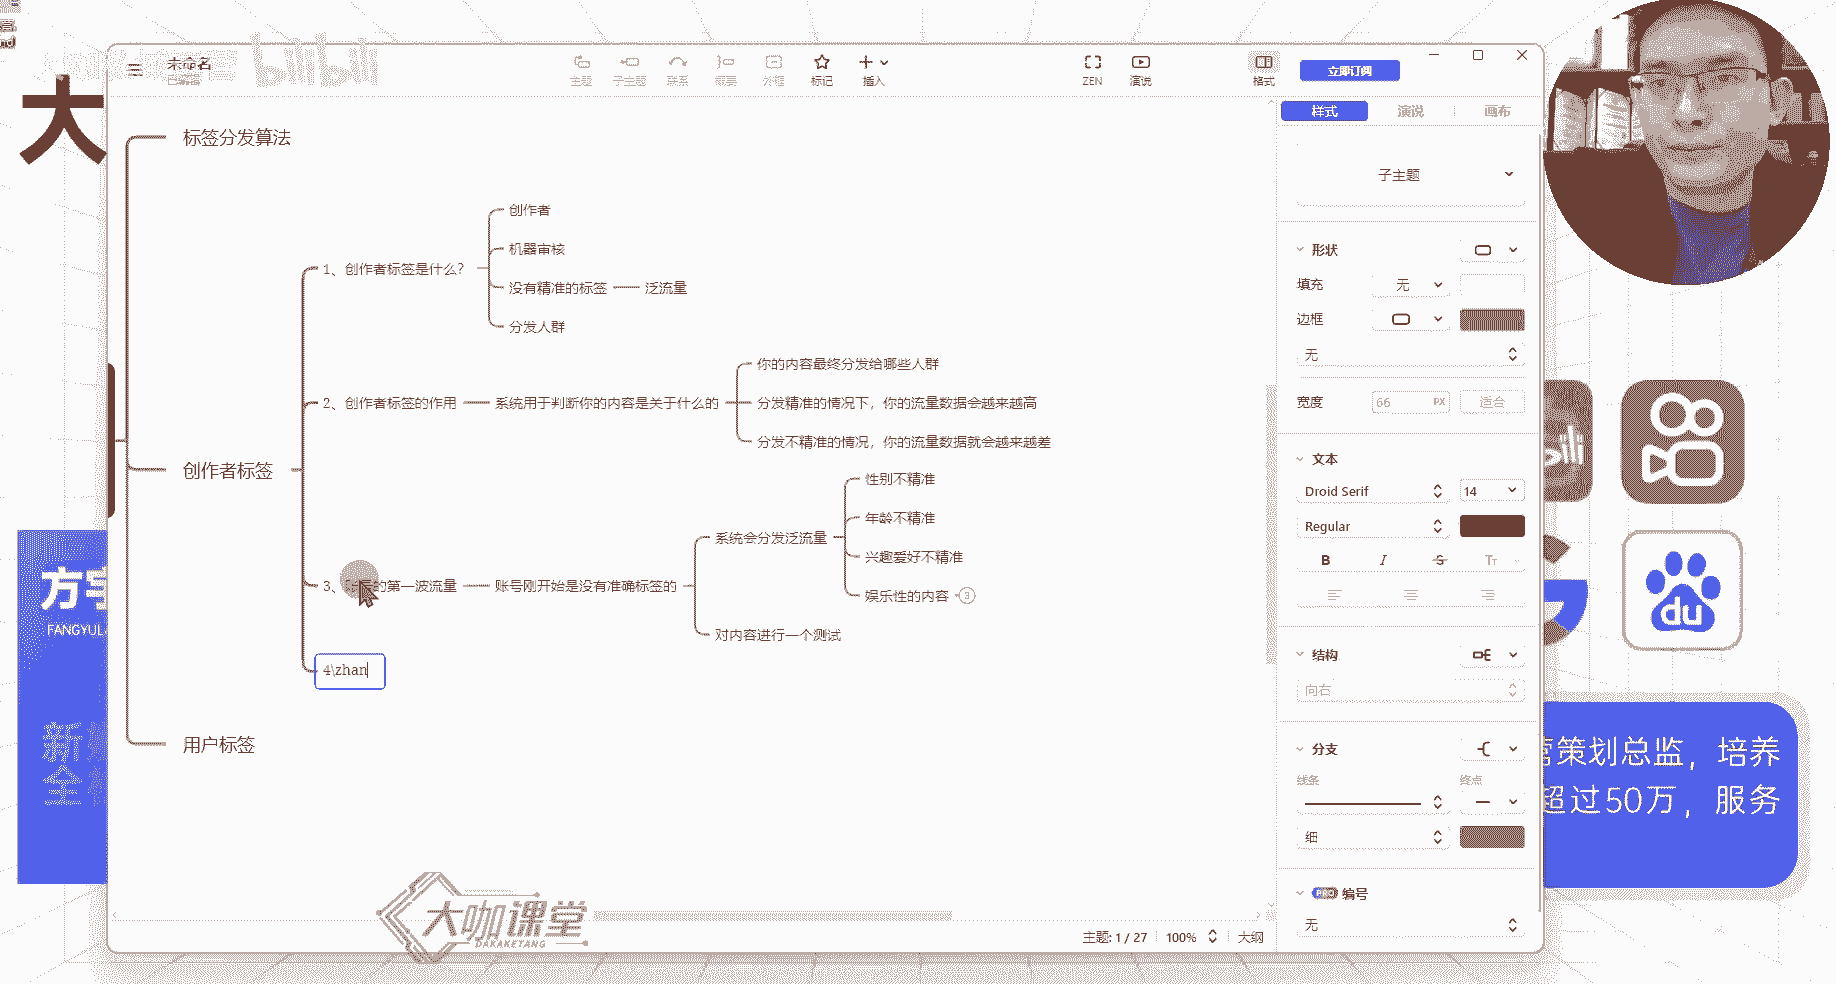 bilibili
大
未命名
已编辑
主题
子主题
联系
概要
外框
标记
插入
ZEN
演说
格式
立即订阅
样式
演说
画布
标签分发算法
创作者标签
1、创作者标签是什么?
创作者
机器审核
没有精准的标签
泛流量
分发人群
2、创作者标签的作用
系统用于判断你的内容是关于什么的
你的内容最终分发给哪些人群
分发精准的情况下，你的流量数据会越来越高
分发不精准的情况，你的流量数据就会越来越差
3、
的第一波流量
账号刚开始是没有准确标签的
系统会分发泛流量
性别不精准
年龄不精准
兴趣爱好不精准
娱乐性的内容
3
对内容进行一个测试
4\zhan
用户标签
子主题
形状
填充
无
边框
无
宽度
66
PX
适合
文本
Droid Serif
14
Regular
B
I
S
Tт
结构
向右
分支
线条
终点
细
PRO
编号
无
主题: 1 / 27
100%
大纲
大咖课堂
DAKAKETANG
方
FANGYU
新
全
du
策划总监，培养
超过50万，服务